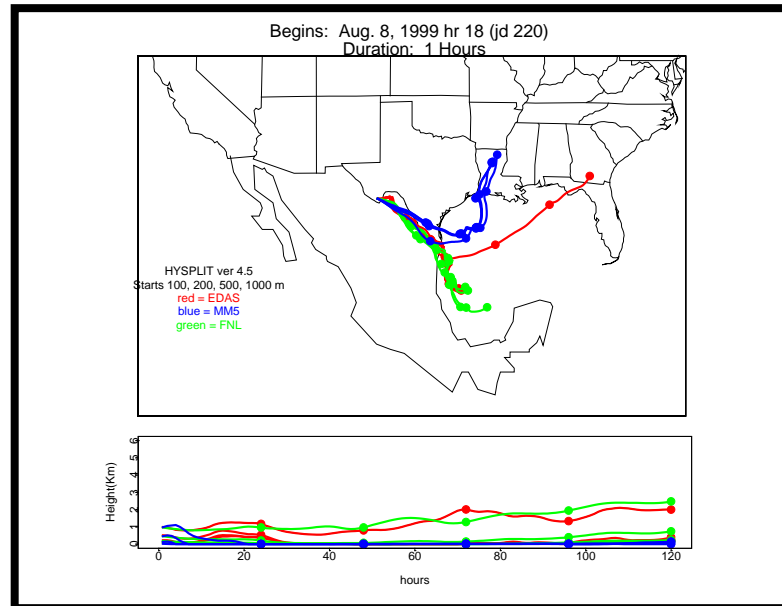 Begins: Aug. 8, 1999 hr 18 (jd 220)
Duration: 1 Hours
HYSPLIT ver 4.5
Starts 100, 200, 500, 1000 m
red = EDAS
blue = MM5
green = FNL
Height(Km)
6
5
4
3
2
1
0
0 20 40 60 80 100 120
hours